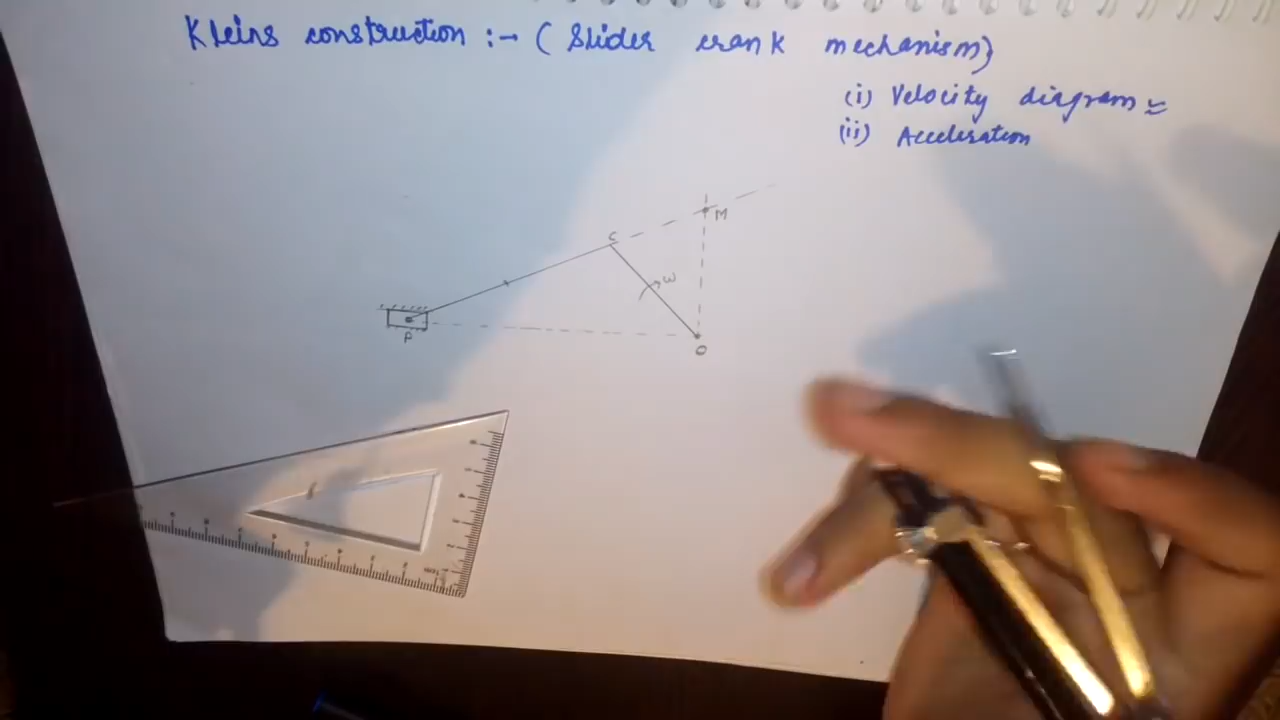 Kleins construction :- (Slider crank mechanism)
(i) Velocity diagram
(ii) Acceleration
M
C
ω
P
O